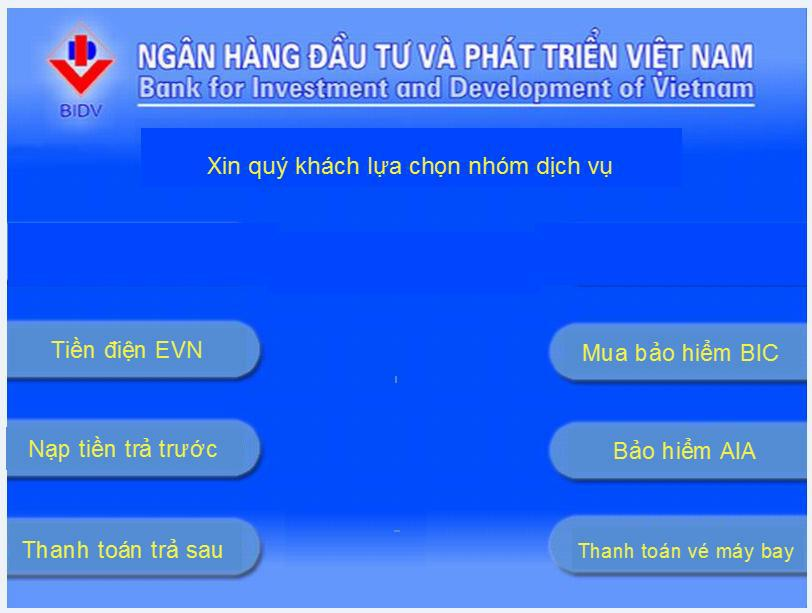 BIDV
NGÂN HÀNG ĐẦU TƯ VÀ PHÁT TRIỂN VIỆT NAM
Bank for Investment and Development of Vietnam
Xin quý khách lựa chọn nhóm dịch vụ
Tiền điện EVN
Mua bảo hiểm BIC
Nạp tiền trả trước
Bảo hiểm AIA
Thanh toán trả sau
Thanh toán vé máy bay